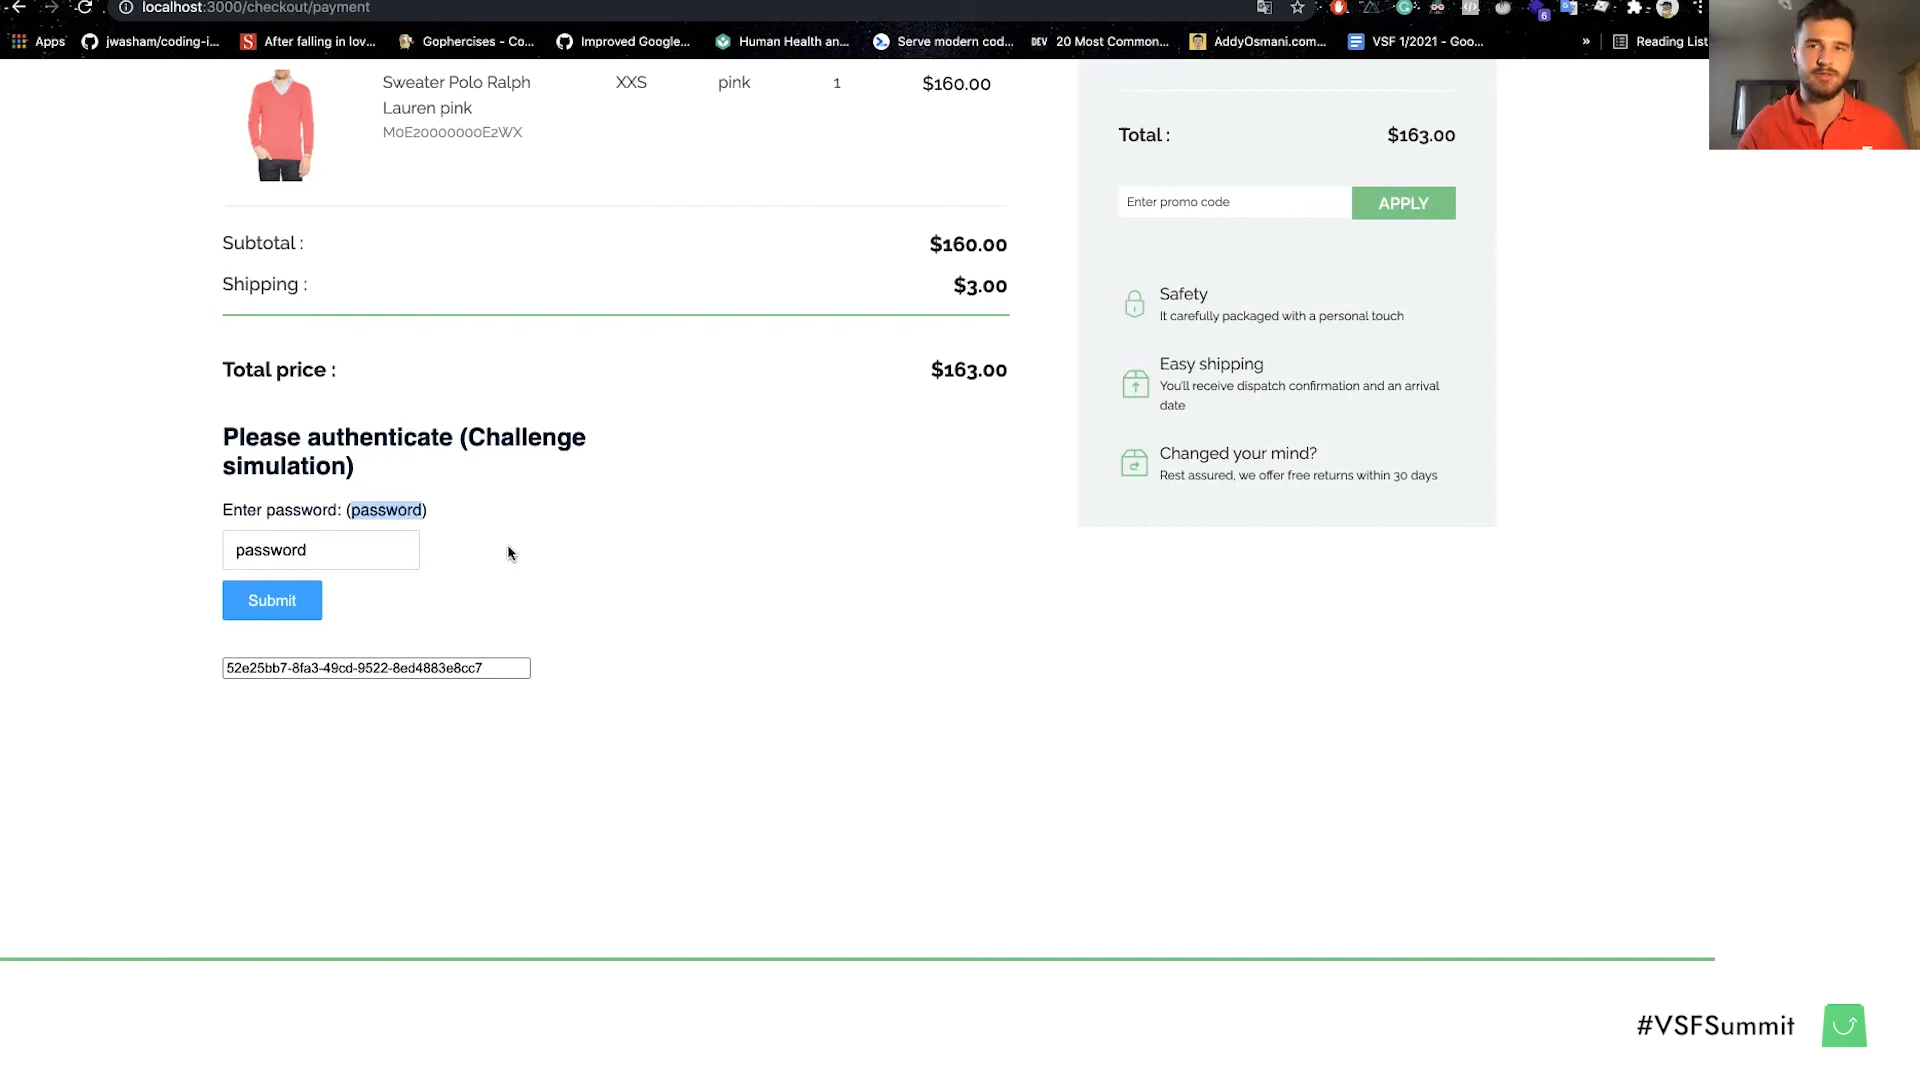 localhost:3000/checkout/payment
6
Apps
jwasham/coding-i...
After falling in lov...
Gophercises - Co...
Improved Google...
Human Health an...
Serve modern cod...
DEV 20 Most Common...
AddyOsmani.com...
VSF 1/2021 - Goo...
»
Reading List
Sweater Polo Ralph
Lauren pink
M0E20000000E2WX
XXS
pink
1
$160.00
Subtotal :
$160.00
Shipping :
$3.00
Total price :
$163.00
Please authenticate (Challenge
simulation)
Enter password: (password)
password
Submit
52e25bb7-8fa3-49cd-9522-8ed4883e8cc7
Total :
$163.00
Enter promo code
APPLY
Safety
It carefully packaged with a personal touch
Easy shipping
You'll receive dispatch confirmation and an arrival
date
Changed your mind?
Rest assured, we offer free returns within 30 days
#VSFSummit